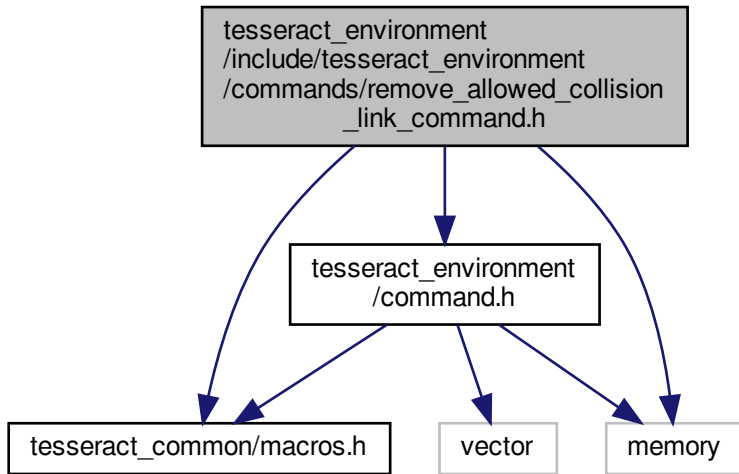 tesseract_environment
/include/tesseract_environment
/commands/remove_allowed_collision
_link_command.h
tesseract_environment
/command.h
tesseract_common/macros.h
vector
memory